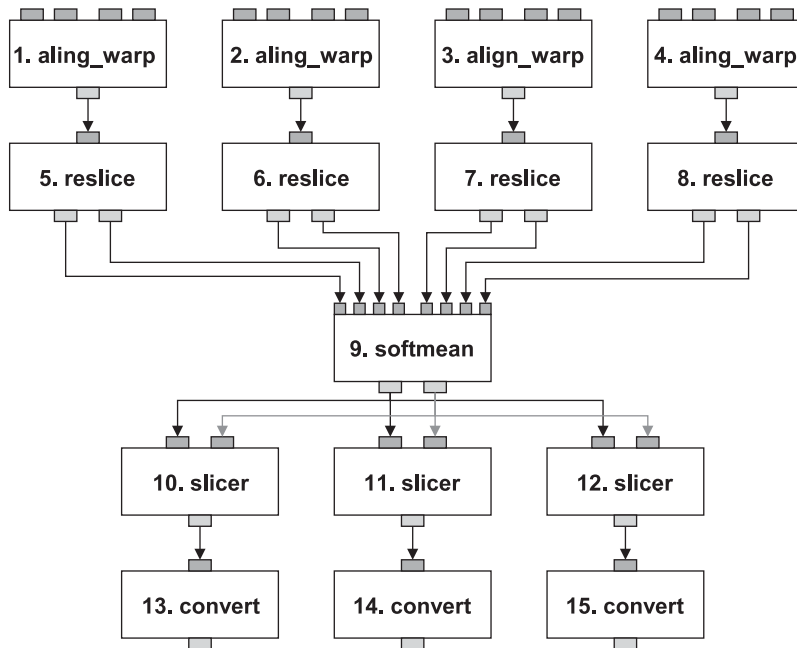 1. aling_warp
2. aling_warp
3. align_warp
4. aling_warp
5. reslice
6. reslice
7. reslice
8. reslice
9. softmean
10. slicer
11. slicer
12. slicer
13. convert
14. convert
15. convert